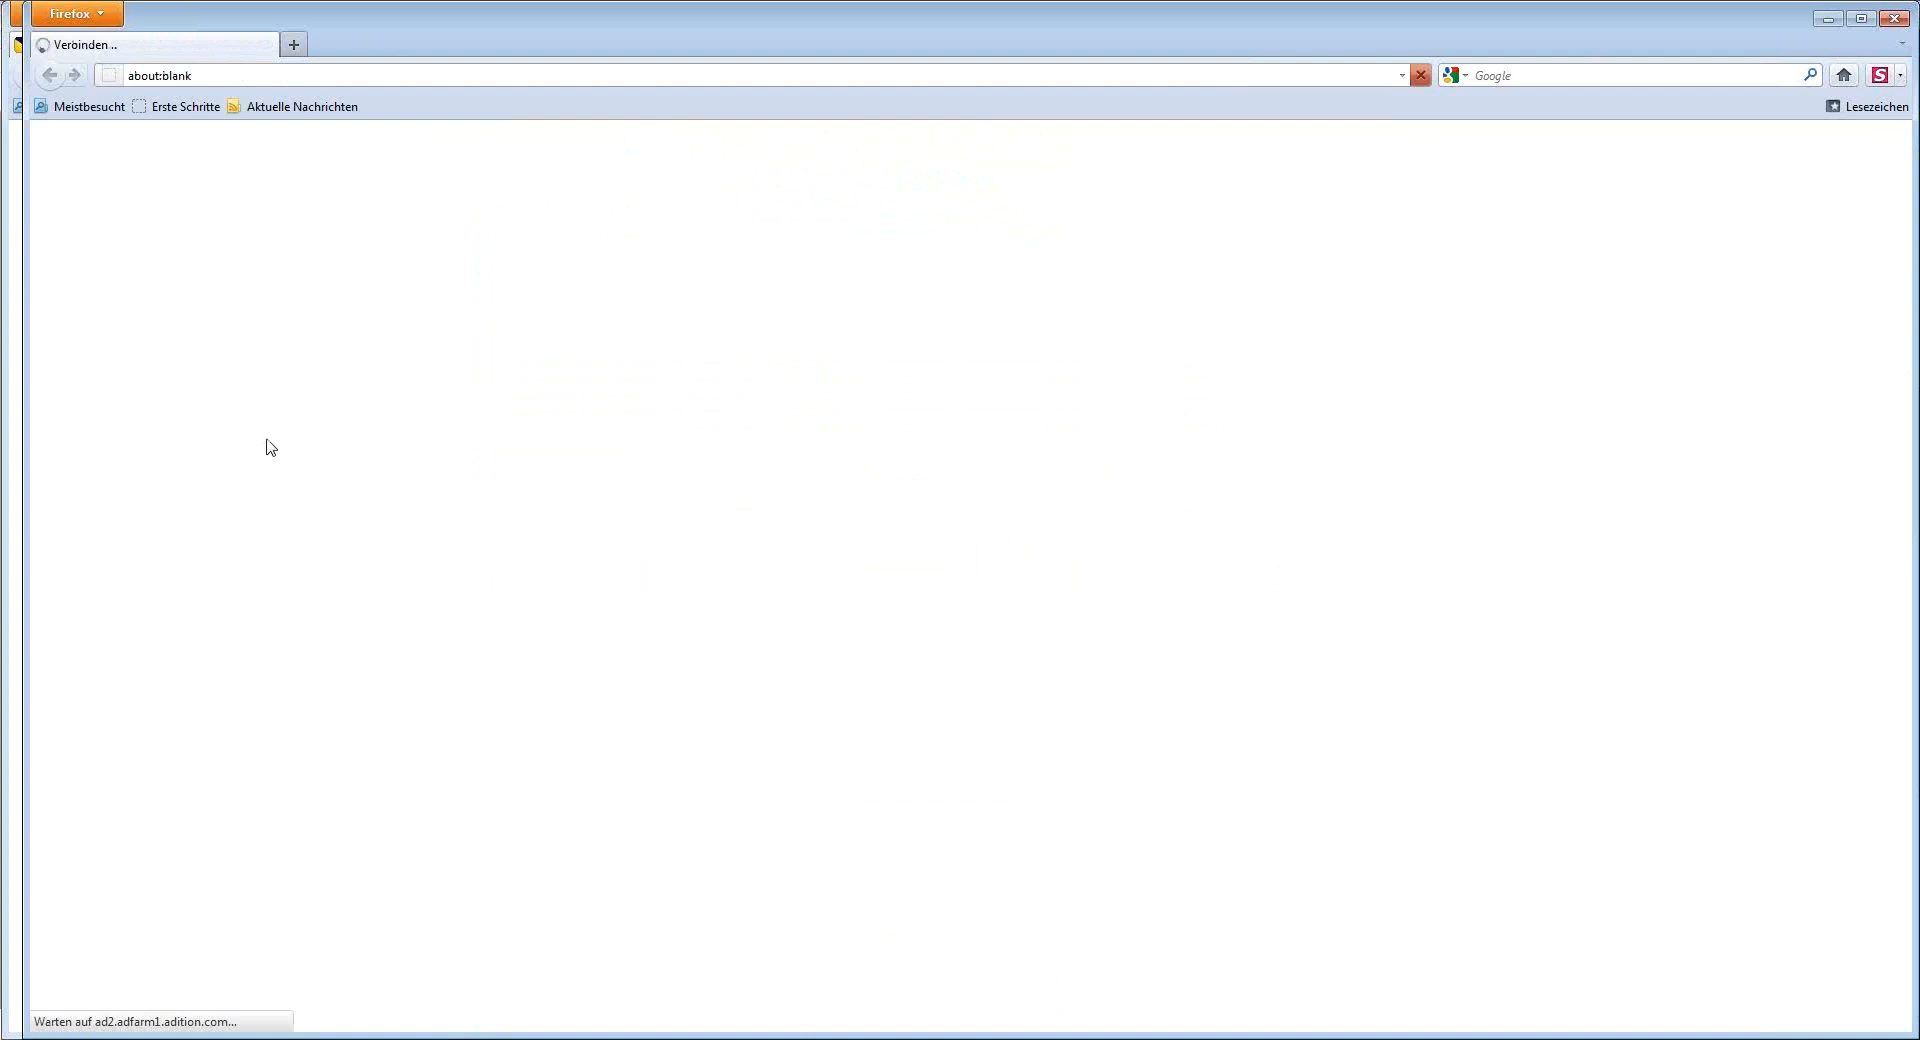 Firefox
Verbinden...
about:blank
Google
S
Meistbesucht Erste Schritte Aktuelle Nachrichten Lesezeichen
Warten auf ad2.adfarm1.adition.com...